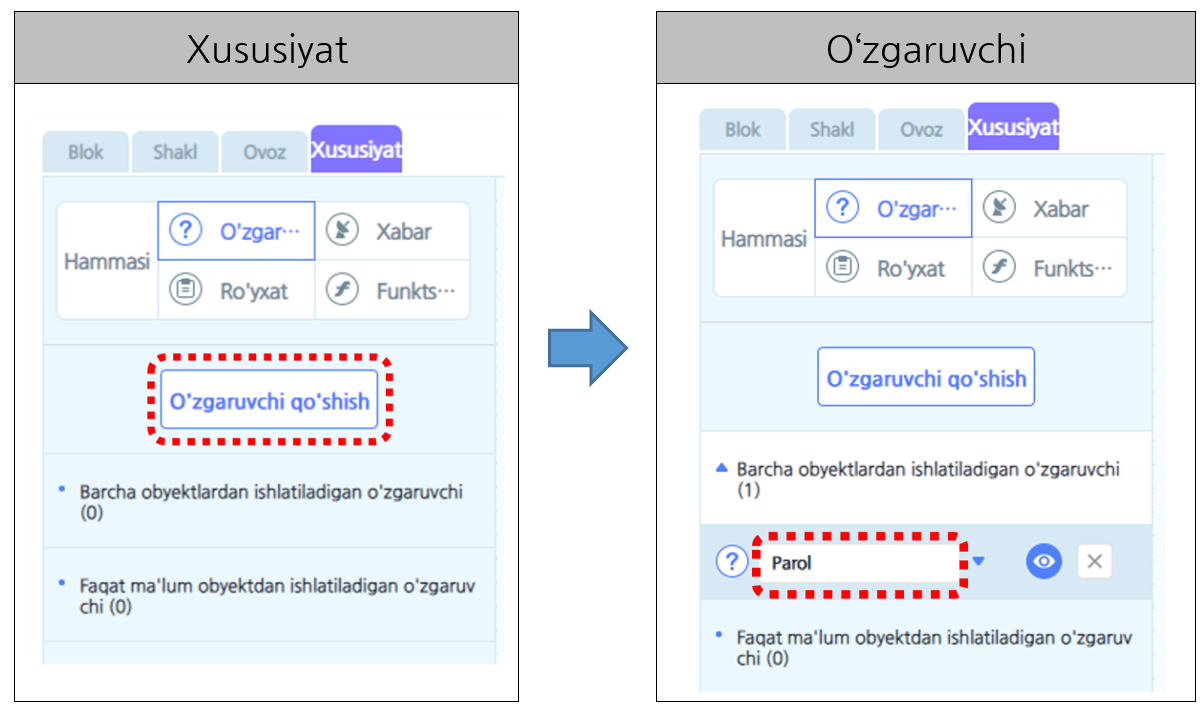 Xususiyat
Blok Shakl Ovoz Xususiyat
Hammasi
? O'zgar··· Xabar
Ro'yxat Funkts···
O'zgaruvchi qo'shish
Barcha obyektlardan ishlatiladigan o'zgaruvchi
(0)
Faqat ma'lum obyektdan ishlatiladigan o'zgaruv
chi (0)
O‘zgaruvchi
Blok Shakl Ovoz Xususiyat
Hammasi
? O'zgar··· Xabar
Ro'yxat Funkts···
O'zgaruvchi qo'shish
Barcha obyektlardan ishlatiladigan o'zgaruvchi
(1)
? Parol
Faqat ma'lum obyektdan ishlatiladigan o'zgaruv
chi (0)